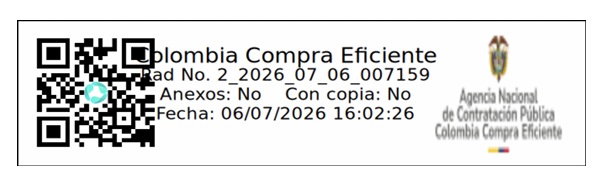 Colombia Compra Eficiente
Rad No. 2_2026_07_06_007159
Anexos: No Con copia: No
Fecha: 06/07/2026 16:02:26
Agencia Nacional
de Contratación Pública
Colombia Compra Eficiente